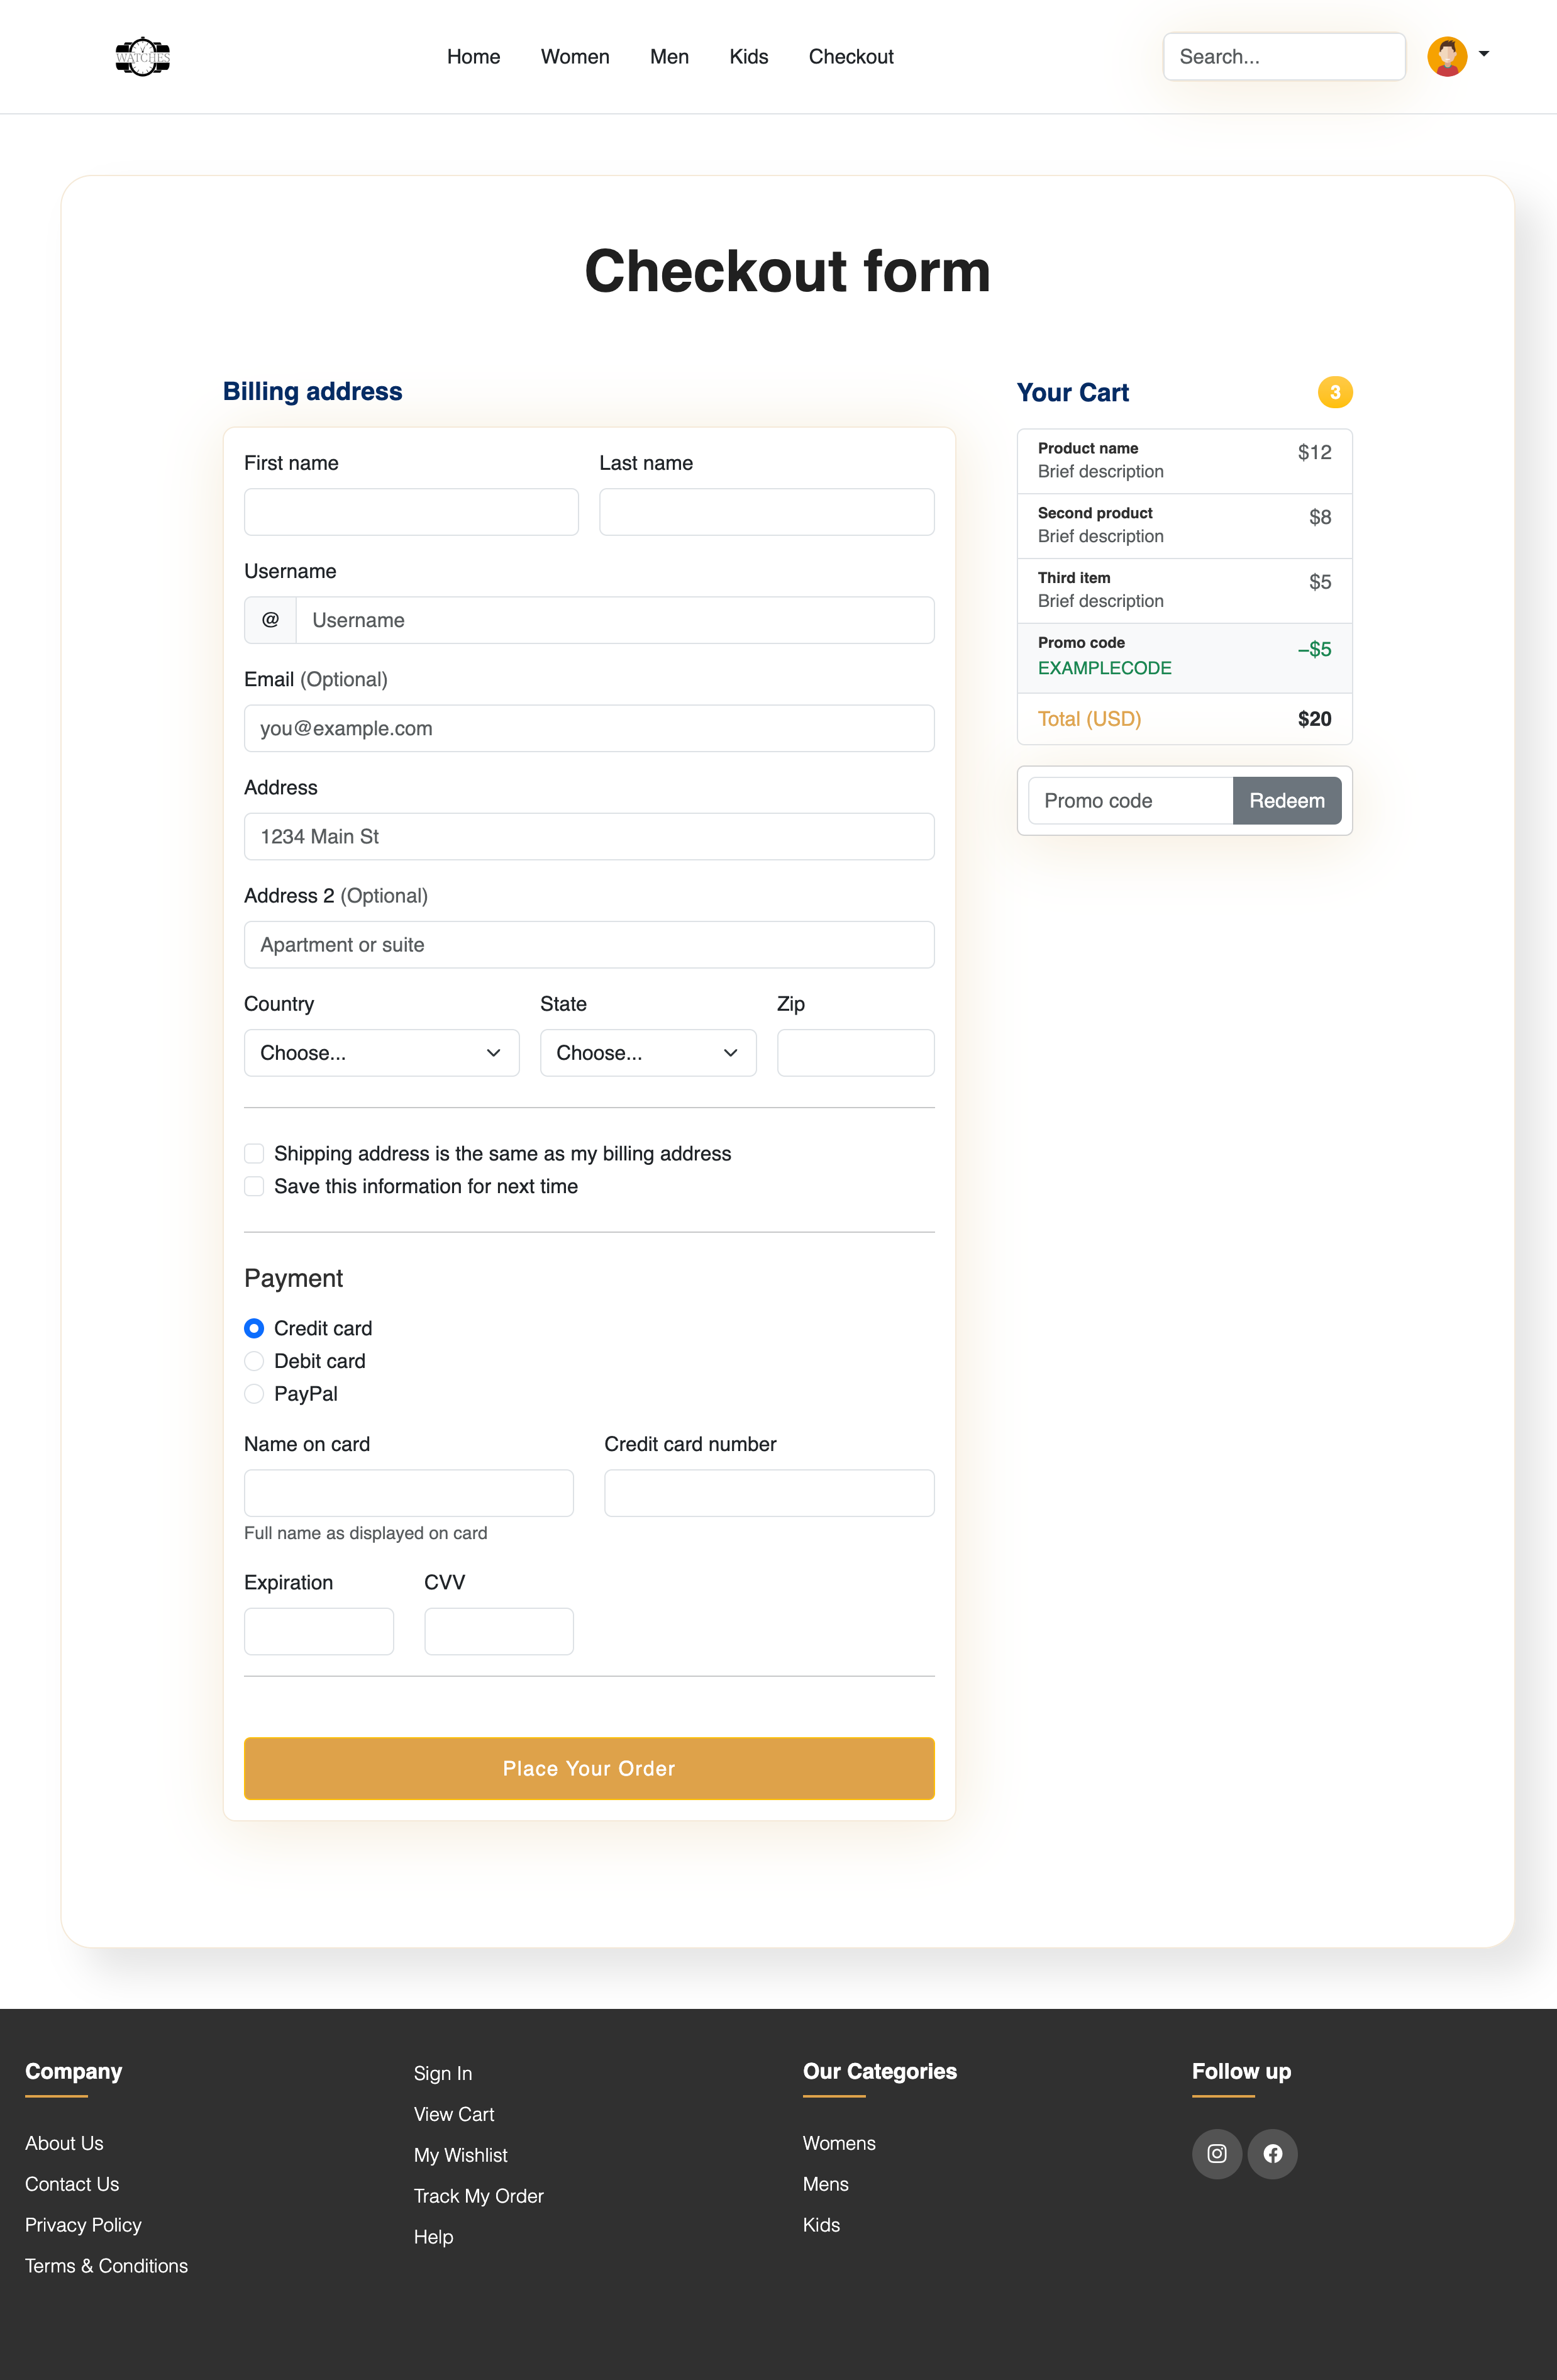 WATCHES
Home Women Men Kids Checkout
Search...
Checkout form
Billing address
First name Last name
Username
@ Username
Email (Optional)
you@example.com
Address
1234 Main St
Address 2 (Optional)
Apartment or suite
Country State Zip
Choose... Choose...
Shipping address is the same as my billing address
Save this information for next time
Payment
Credit card
Debit card
PayPal
Name on card Credit card number
Full name as displayed on card
Expiration CVV
Place Your Order
Your Cart 3
Product name $12
Brief description
Second product $8
Brief description
Third item $5
Brief description
Promo code −$5
EXAMPLECODE
Total (USD) $20
Promo code Redeem
Company
About Us
Contact Us
Privacy Policy
Terms & Conditions
Sign In
View Cart
My Wishlist
Track My Order
Help
Our Categories
Womens
Mens
Kids
Follow up